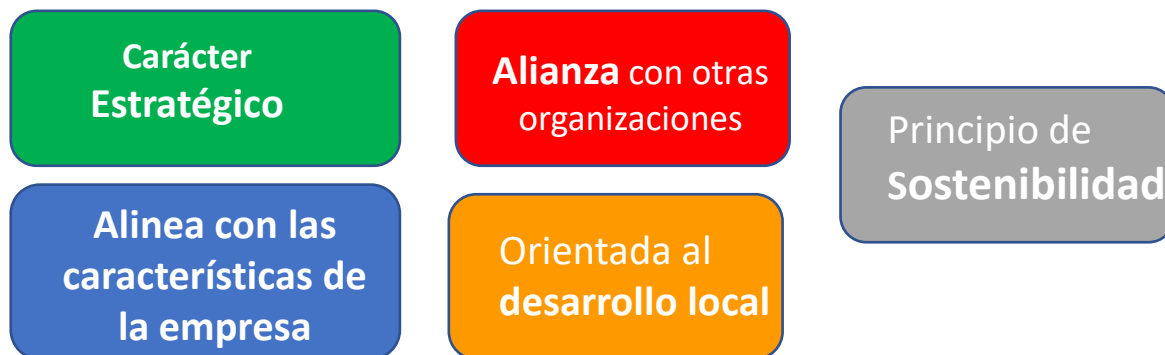 Carácter
Estratégico
Alianza con otras
organizaciones
Principio de
Sostenibilidad
Alinea con las
características de
la empresa
Orientada al
desarrollo local